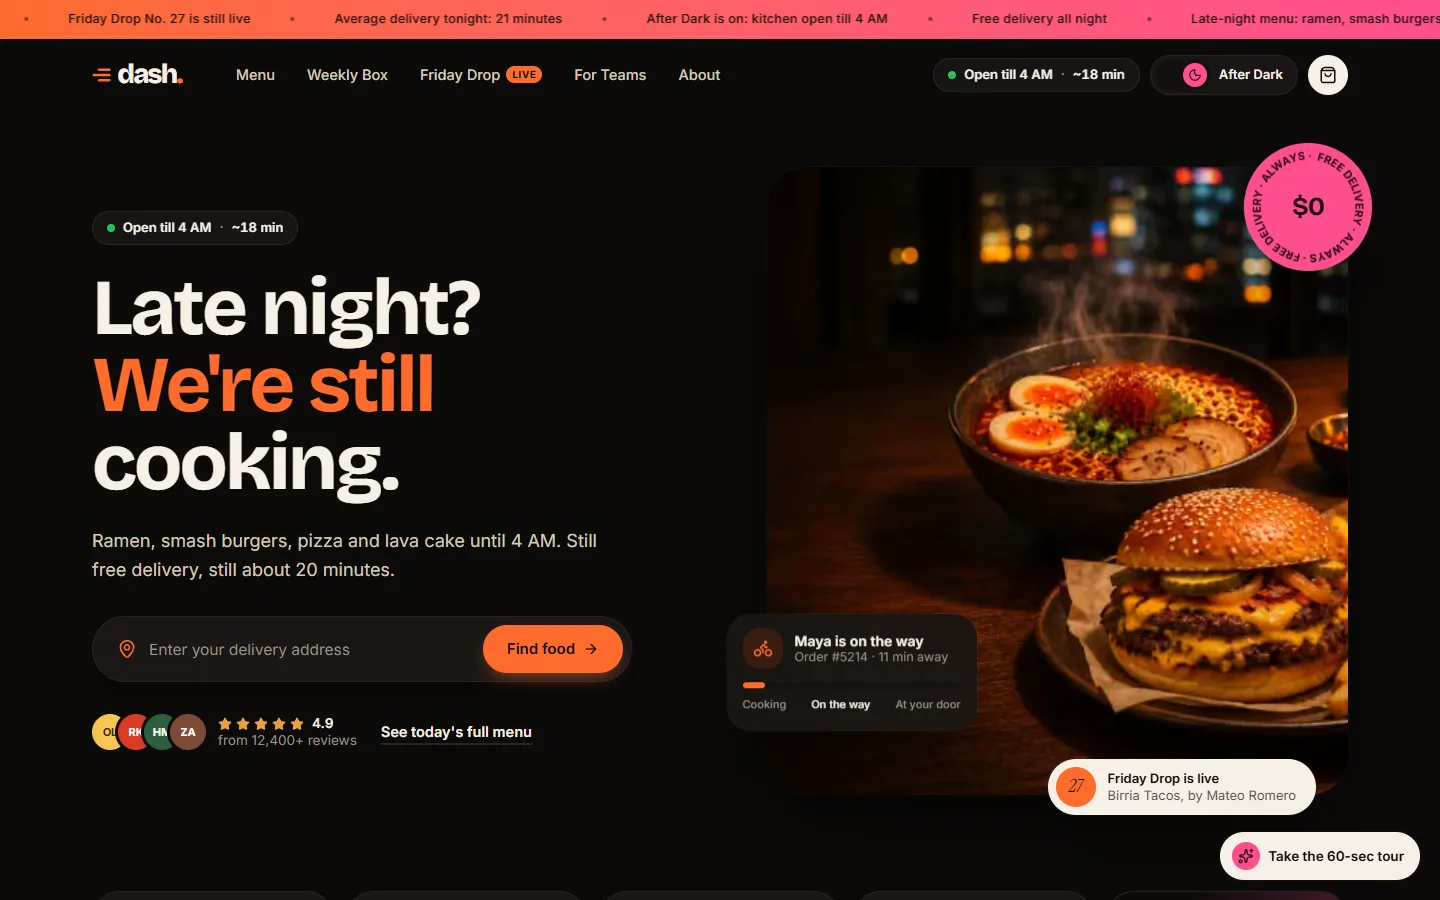 Friday Drop No. 27 is still live • Average delivery tonight: 21 minutes • After Dark is on: kitchen open till 4 AM • Free delivery all night • Late-night menu: ramen, smash burgers
dash.
Menu
Weekly Box
Friday Drop LIVE
For Teams
About
Open till 4 AM · ~18 min
After Dark
Open till 4 AM · ~18 min
Late night?
We're still
cooking.
Ramen, smash burgers, pizza and lava cake until 4 AM. Still
free delivery, still about 20 minutes.
Enter your delivery address
Find food →
OL RK HM ZA
4.9
from 12,400+ reviews
See today's full menu
FREE DELIVERY · ALWAYS · FREE DELIVERY · ALWAYS ·
$0
Maya is on the way
Order #5214 · 11 min away
Cooking
On the way
At your door
27
Friday Drop is live
Birria Tacos, by Mateo Romero
Take the 60-sec tour